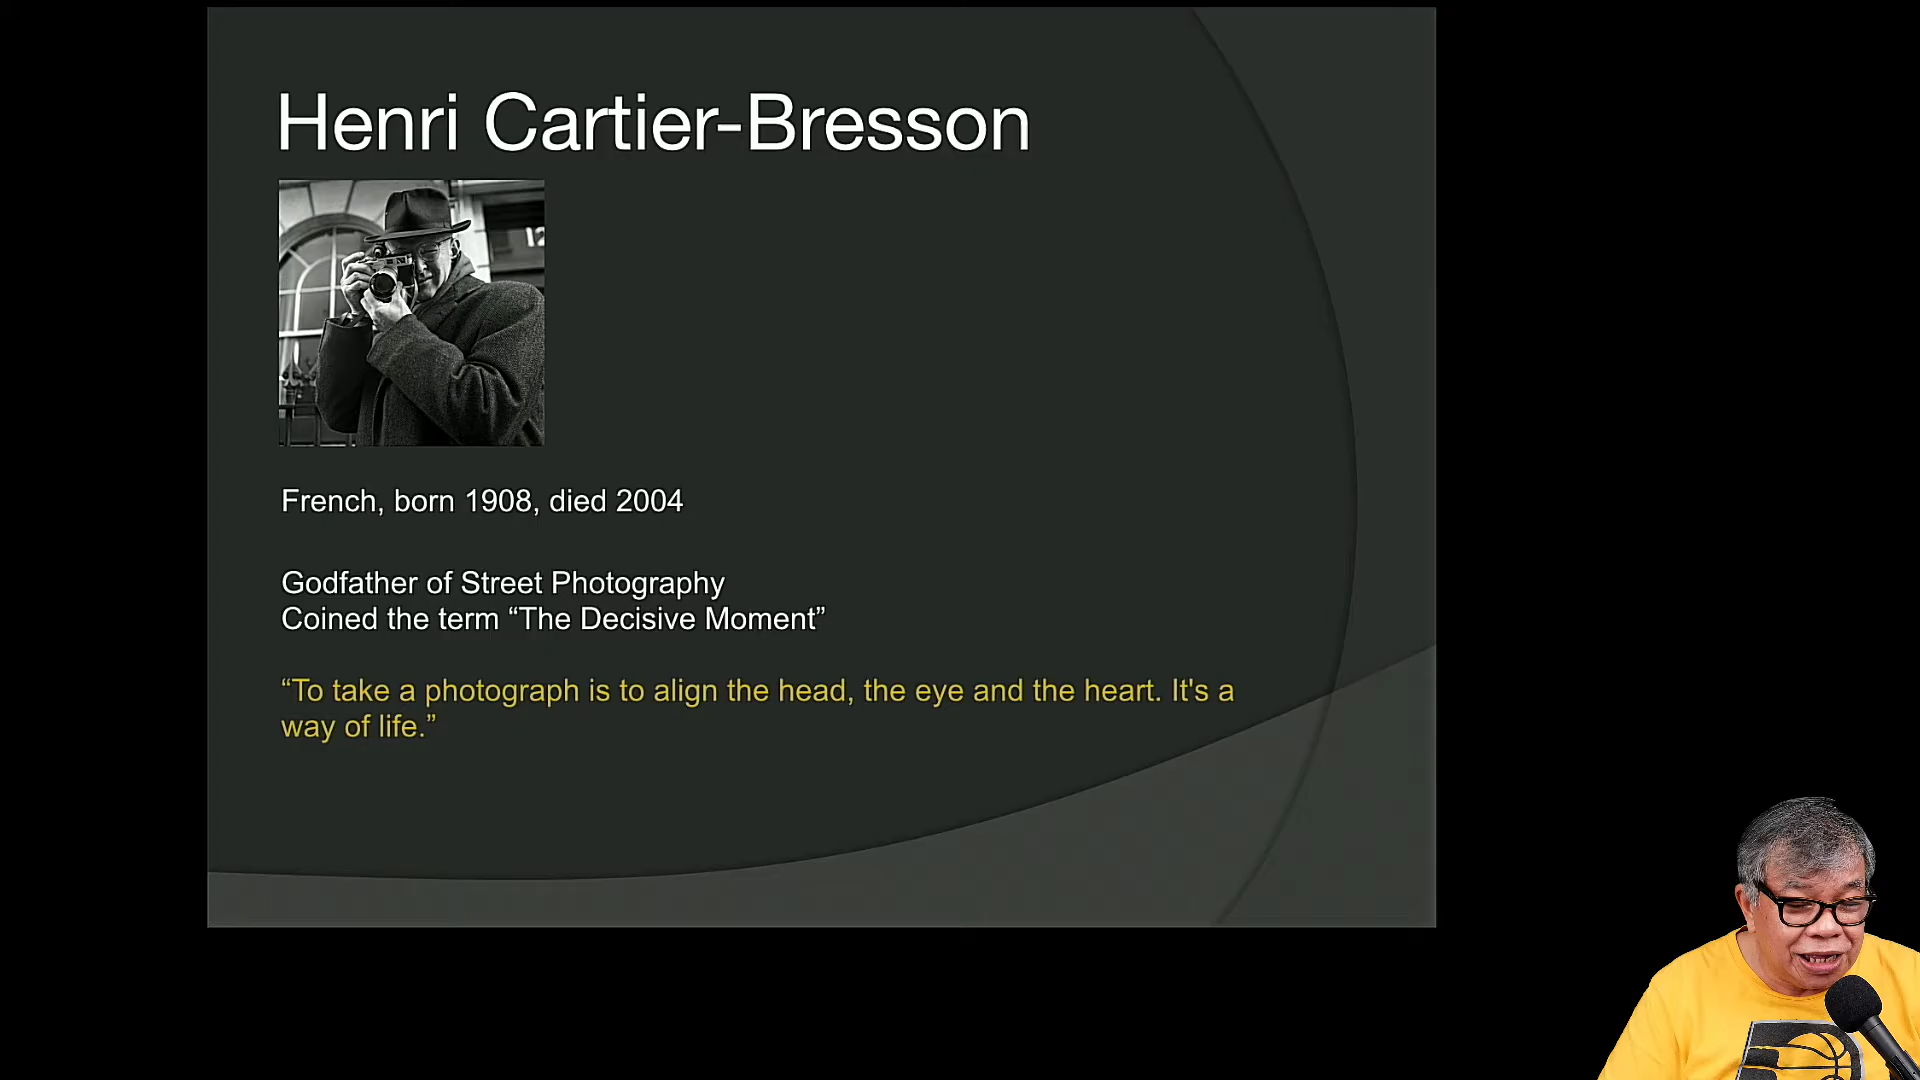 Henri Cartier-Bresson
12
French, born 1908, died 2004
Godfather of Street Photography
Coined the term “The Decisive Moment”
“To take a photograph is to align the head, the eye and the heart. It's a
way of life.”